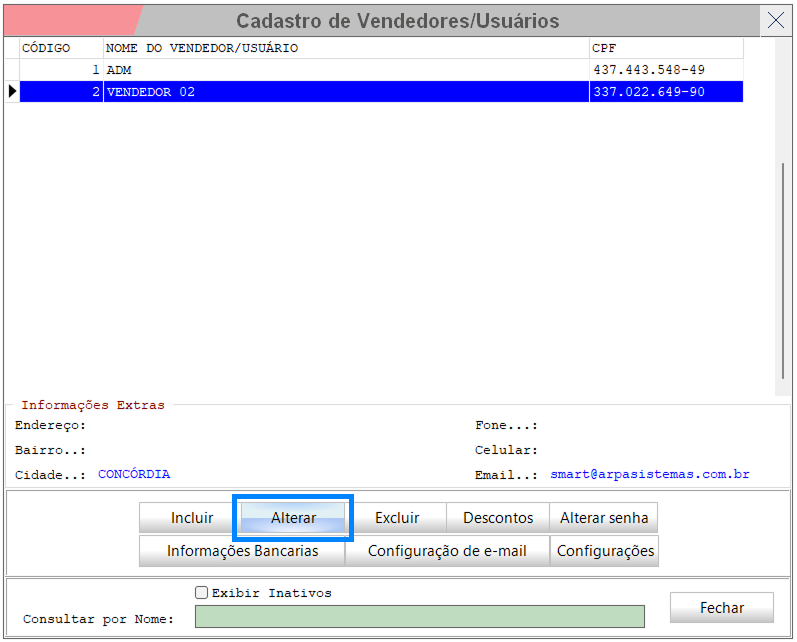 Cadastro de Vendedores/Usuários
CÓDIGO NOME DO VENDEDOR/USUÁRIO CPF
1 ADM 437.443.548-49
2 VENDEDOR 02 337.022.649-90
Informações Extras
Endereço: Fone...:
Bairro..: Celular:
Cidade..: CONCÓRDIA Email..: smart@arpasistemas.com.br
Incluir Alterar Excluir Descontos Alterar senha
Informações Bancarias Configuração de e-mail Configurações
Exibir Inativos
Consultar por Nome: Fechar